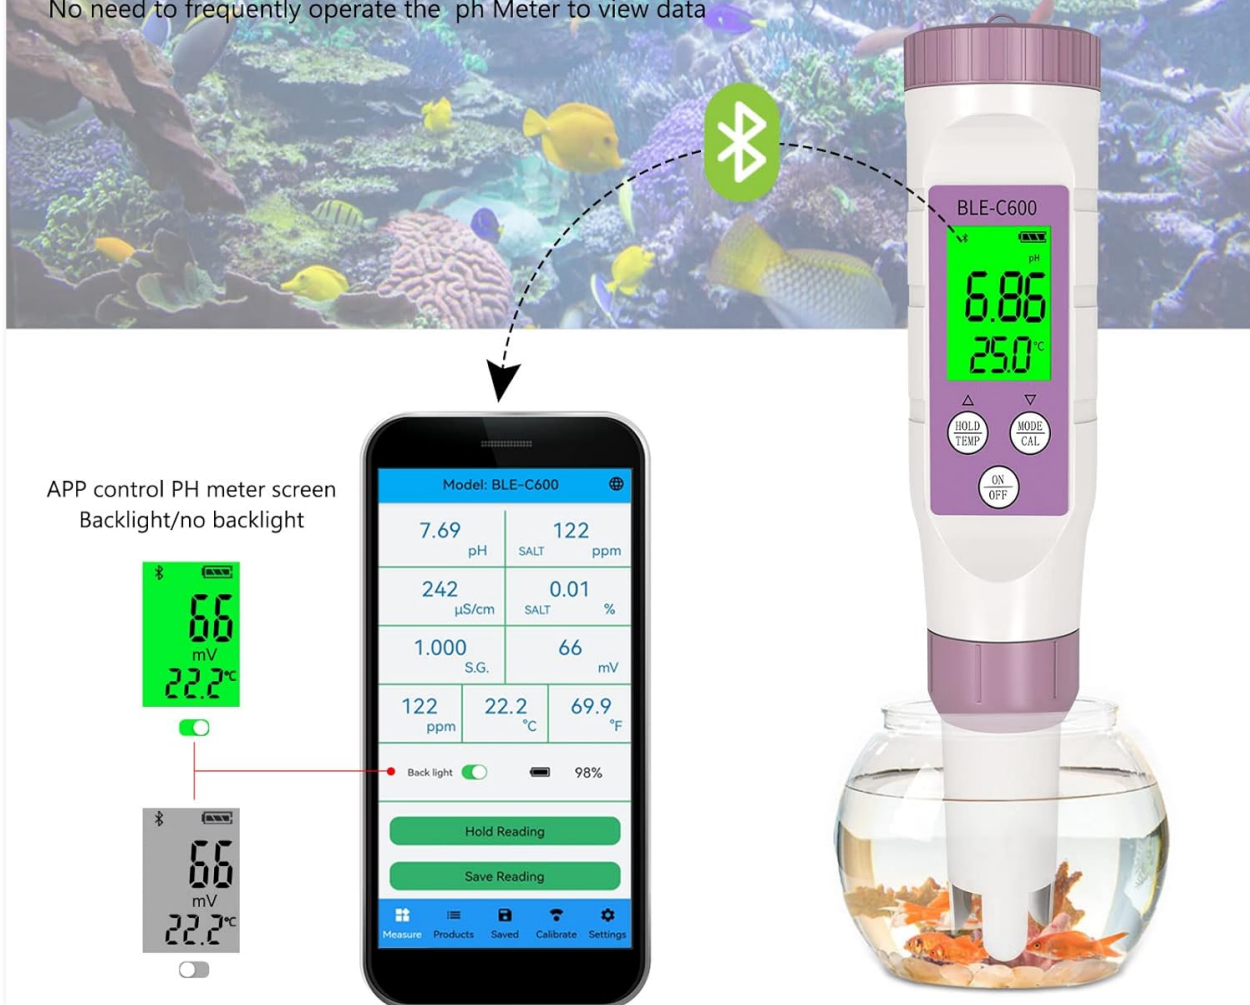 No need to frequently operate the ph Meter to view data
BLE-C600
pH
6.86
25.0 °C
HOLD
TEMP
MODE
CAL
ON
OFF
APP control PH meter screen
Backlight/no backlight
66
mV
22.2 °C
66
mV
22.2 °C
Model: BLE-C600
7.69 pH
122 SALT ppm
242 µS/cm
0.01 SALT %
1.000 S.G.
66 mV
122 ppm
22.2 °C
69.9 °F
Back light
98%
Hold Reading
Save Reading
Measure Products Saved Calibrate Settings